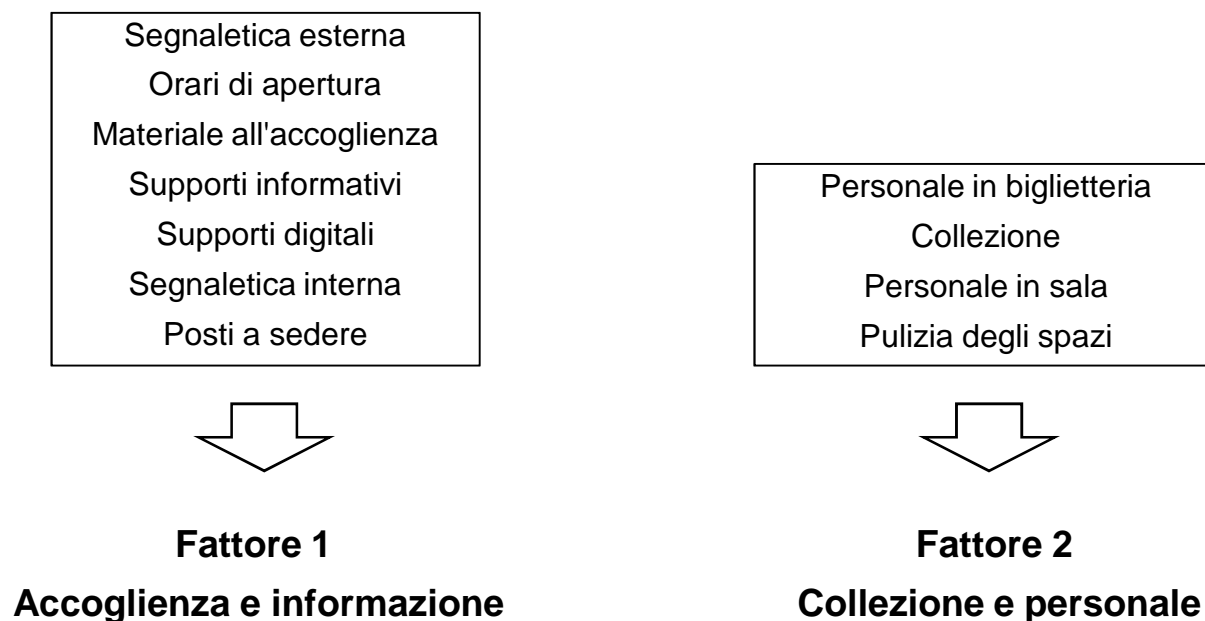 Segnaletica esterna
Orari di apertura
Materiale all'accoglienza
Supporti informativi
Supporti digitali
Segnaletica interna
Posti a sedere
Fattore 1
Accoglienza e informazione
Personale in biglietteria
Collezione
Personale in sala
Pulizia degli spazi
Fattore 2
Collezione e personale